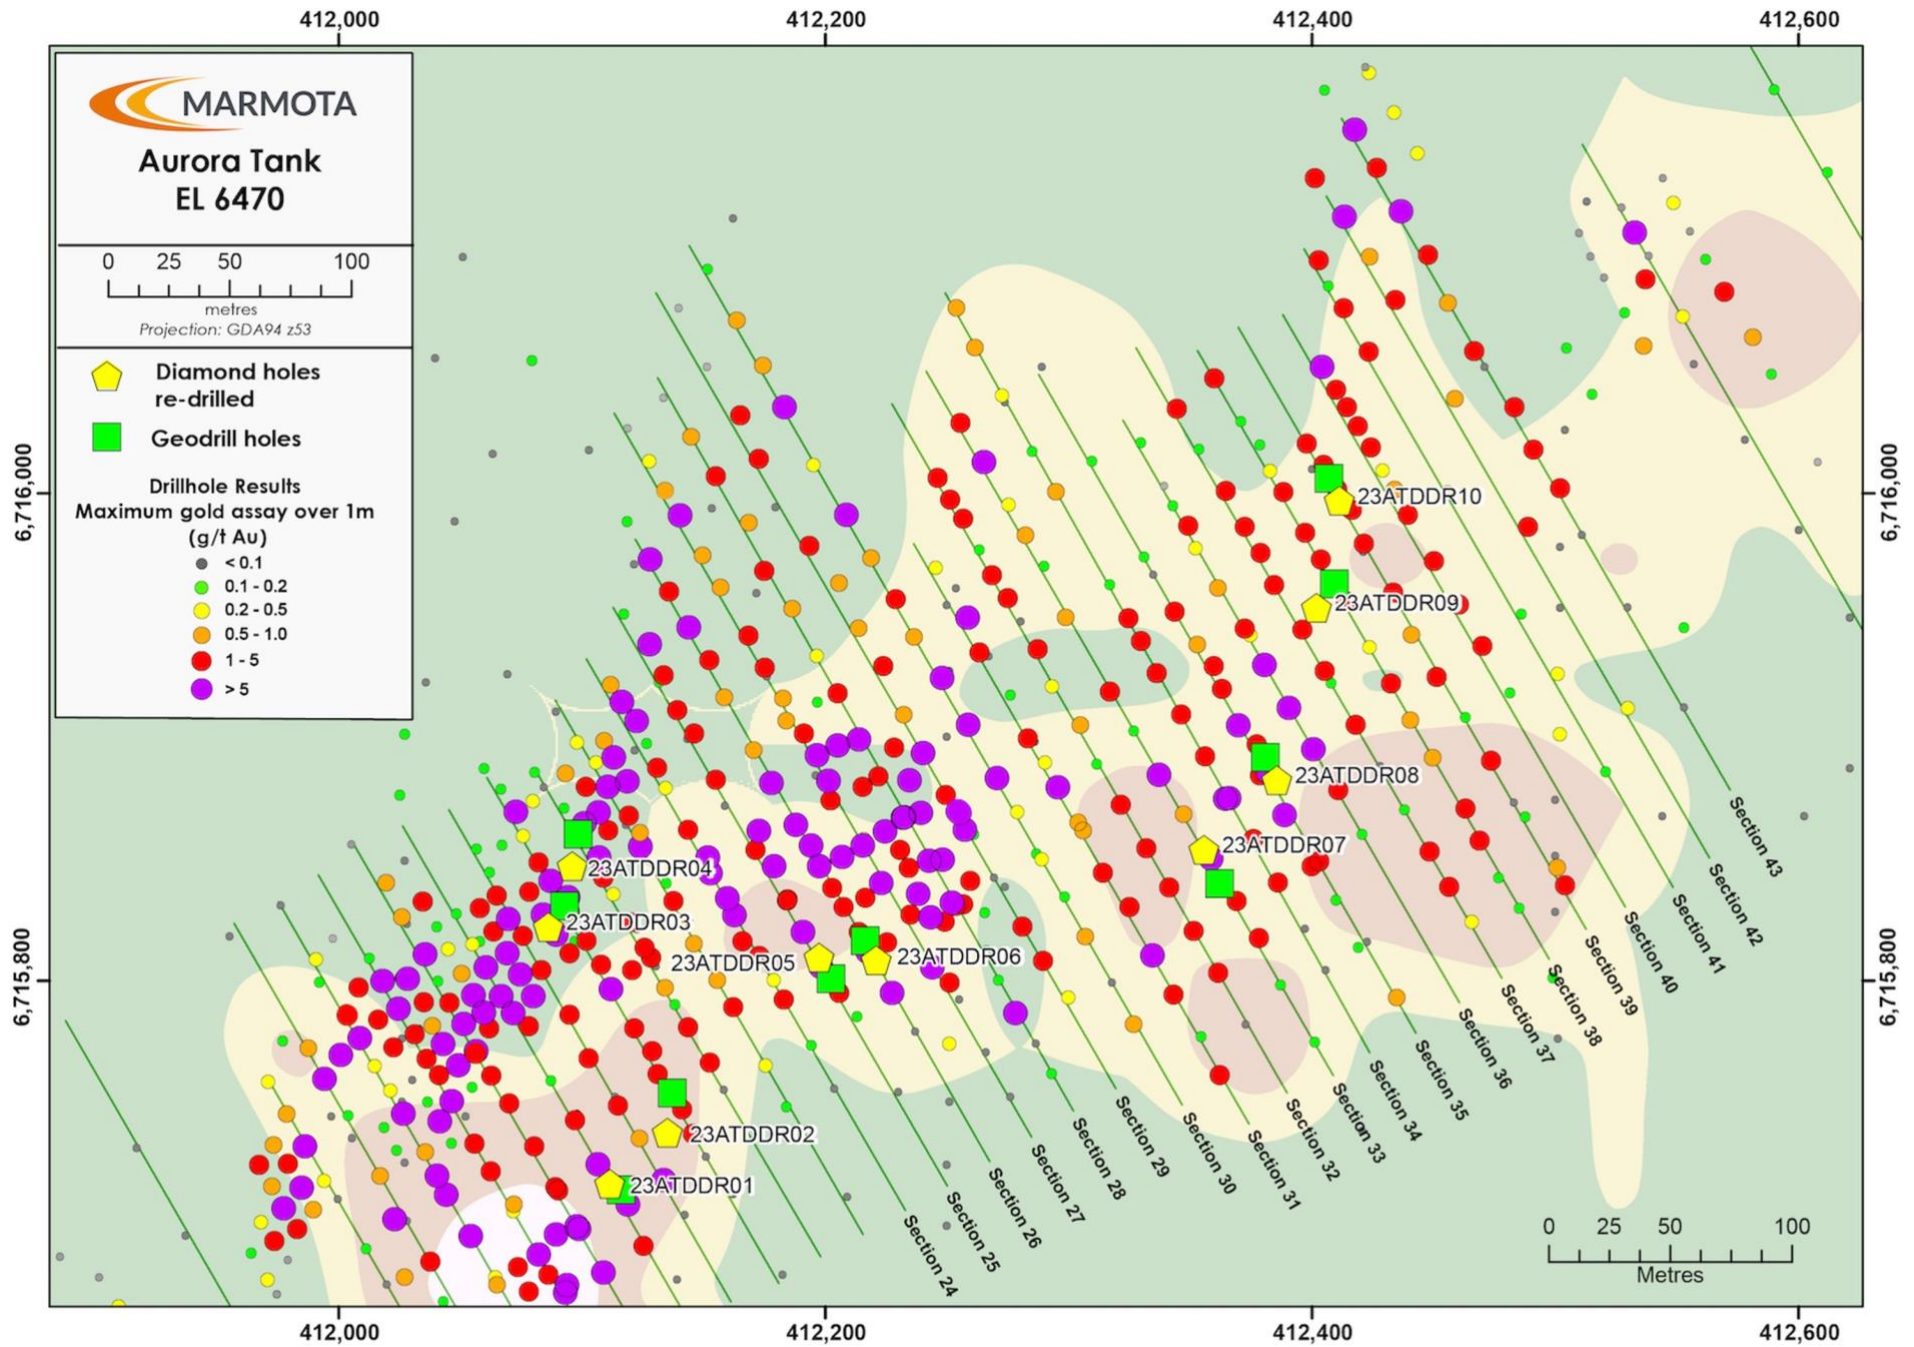 412,000 412,200 412,400 412,600
MARMOTA
Aurora Tank
EL 6470
0 25 50 100
metres
Projection: GDA94 z53
Diamond holes
re-drilled
Geodrill holes
Drillhole Results
Maximum gold assay over 1m
(g/t Au)
< 0.1
0.1 - 0.2
0.2 - 0.5
0.5 - 1.0
1 - 5
> 5
6,716,000
6,716,000
6,715,800
6,715,800
23ATDDR10
23ATDDR09
23ATDDR08
23ATDDR07
23ATDDR04
23ATDDR03
23ATDDR05
23ATDDR06
23ATDDR02
23ATDDR01
Section 24
Section 25
Section 26
Section 27
Section 28
Section 29
Section 30
Section 31
Section 32
Section 33
Section 34
Section 35
Section 36
Section 37
Section 38
Section 39
Section 40
Section 41
Section 42
Section 43
0 25 50 100
Metres
412,000 412,200 412,400 412,600